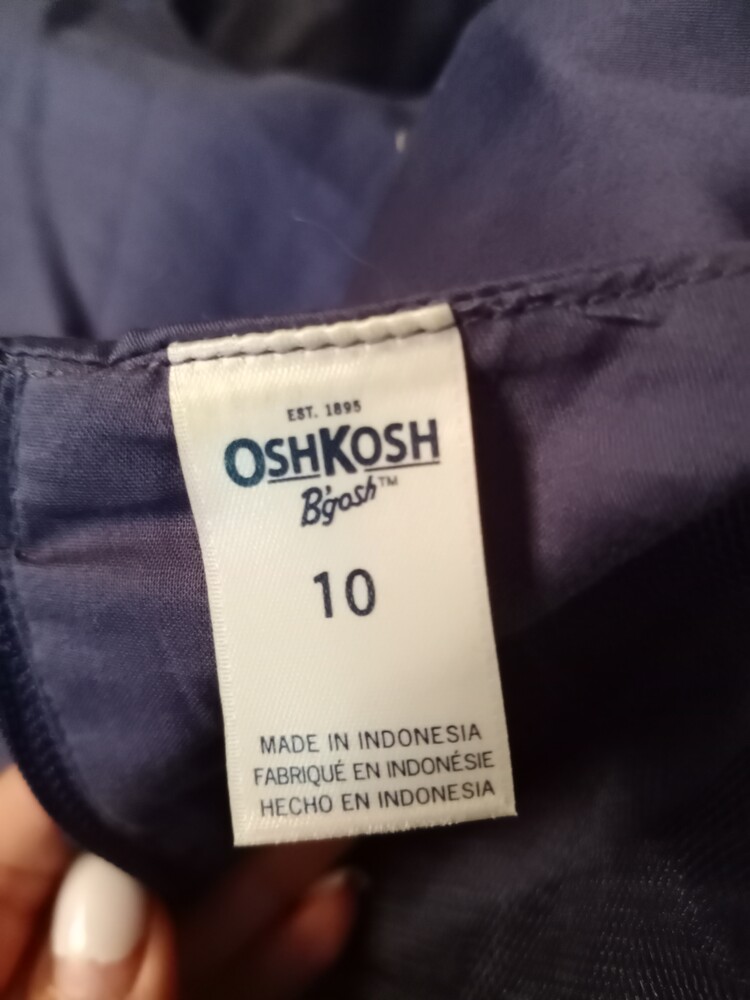 EST. 1895
OSHKOSH
B'gosh™
10
MADE IN INDONESIA
FABRIQUÉ EN INDONÉSIE
HECHO EN INDONESIA